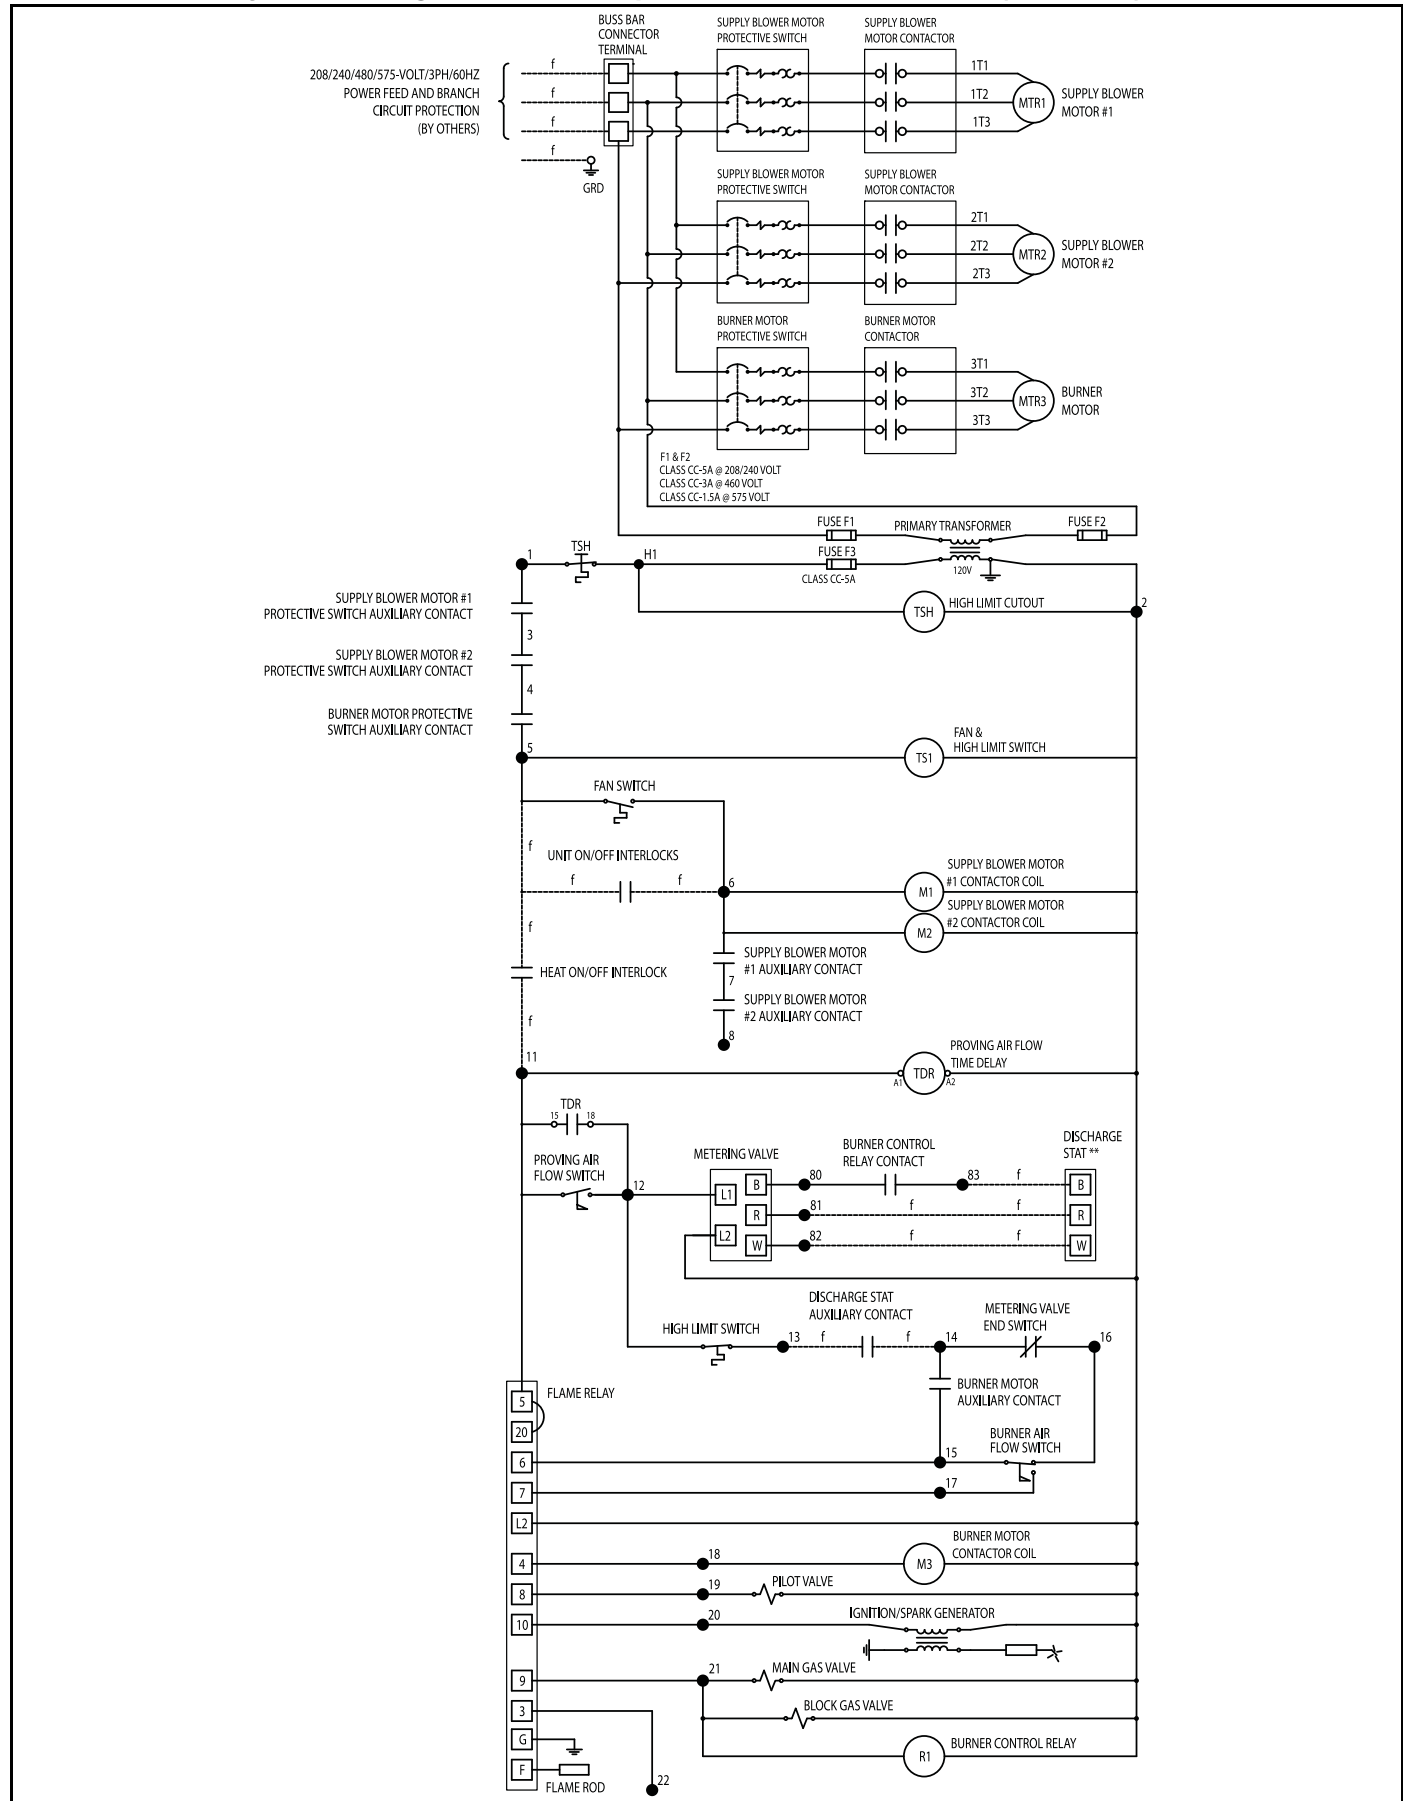 BUSS BAR
CONNECTOR
TERMINAL
SUPPLY BLOWER MOTOR
PROTECTIVE SWITCH
SUPPLY BLOWER
MOTOR CONTACTOR
208/240/480/575-VOLT/3PH/60HZ
POWER FEED AND BRANCH
CIRCUIT PROTECTION
(BY OTHERS)
f
f
f
f
GRD
1T1
1T2
1T3
MTR1
SUPPLY BLOWER
MOTOR #1
SUPPLY BLOWER MOTOR
PROTECTIVE SWITCH
SUPPLY BLOWER
MOTOR CONTACTOR
2T1
2T2
2T3
MTR2
SUPPLY BLOWER
MOTOR #2
BURNER MOTOR
PROTECTIVE SWITCH
BURNER MOTOR
CONTACTOR
3T1
3T2
3T3
MTR3
BURNER
MOTOR
F1 & F2
CLASS CC-5A @ 208/240 VOLT
CLASS CC-3A @ 460 VOLT
CLASS CC-1.5A @ 575 VOLT
FUSE F1
PRIMARY TRANSFORMER
FUSE F2
1
TSH
H1
FUSE F3
CLASS CC-5A
120V
SUPPLY BLOWER MOTOR #1
PROTECTIVE SWITCH AUXILIARY CONTACT
TSH
HIGH LIMIT CUTOUT
2
3
SUPPLY BLOWER MOTOR #2
PROTECTIVE SWITCH AUXILIARY CONTACT
4
BURNER MOTOR PROTECTIVE
SWITCH AUXILIARY CONTACT
5
TS1
FAN &
HIGH LIMIT SWITCH
FAN SWITCH
f
UNIT ON/OFF INTERLOCKS
f
f
6
M1
SUPPLY BLOWER MOTOR
#1 CONTACTOR COIL
f
M2
SUPPLY BLOWER MOTOR
#2 CONTACTOR COIL
SUPPLY BLOWER MOTOR
#1 AUXILIARY CONTACT
HEAT ON/OFF INTERLOCK
7
SUPPLY BLOWER MOTOR
#2 AUXILIARY CONTACT
f
8
11
PROVING AIR FLOW
TIME DELAY
A1
TDR
A2
TDR
15
18
PROVING AIR
FLOW SWITCH
12
METERING VALVE
BURNER CONTROL
RELAY CONTACT
DISCHARGE
STAT **
L1
B
80
83
f
B
R
81
f
f
R
L2
W
82
f
f
W
DISCHARGE STAT
AUXILIARY CONTACT
METERING VALVE
END SWITCH
HIGH LIMIT SWITCH
13
f
f
14
16
5
FLAME RELAY
BURNER MOTOR
AUXILIARY CONTACT
20
BURNER AIR
FLOW SWITCH
6
15
7
17
L2
4
18
M3
BURNER MOTOR
CONTACTOR COIL
8
19
PILOT VALVE
10
20
IGNITION/SPARK GENERATOR
9
21
MAIN GAS VALVE
3
BLOCK GAS VALVE
G
R1
BURNER CONTROL RELAY
F
FLAME ROD
22